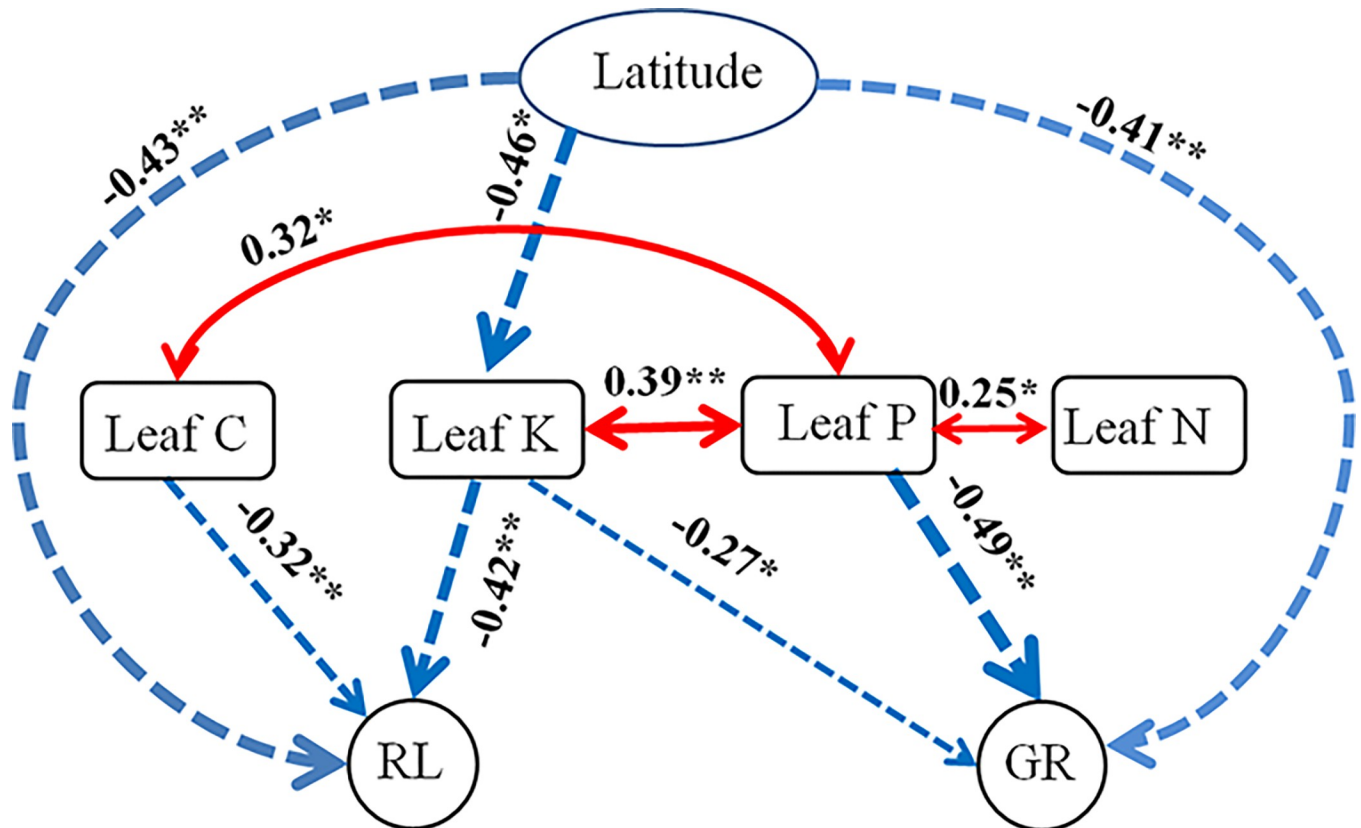 Latitude
-0.43**
-0.46*
-0.41**
0.32*
0.39**
0.25*
Leaf C
Leaf K
Leaf P
Leaf N
-0.32**
-0.42**
-0.27*
-0.49**
RL
GR